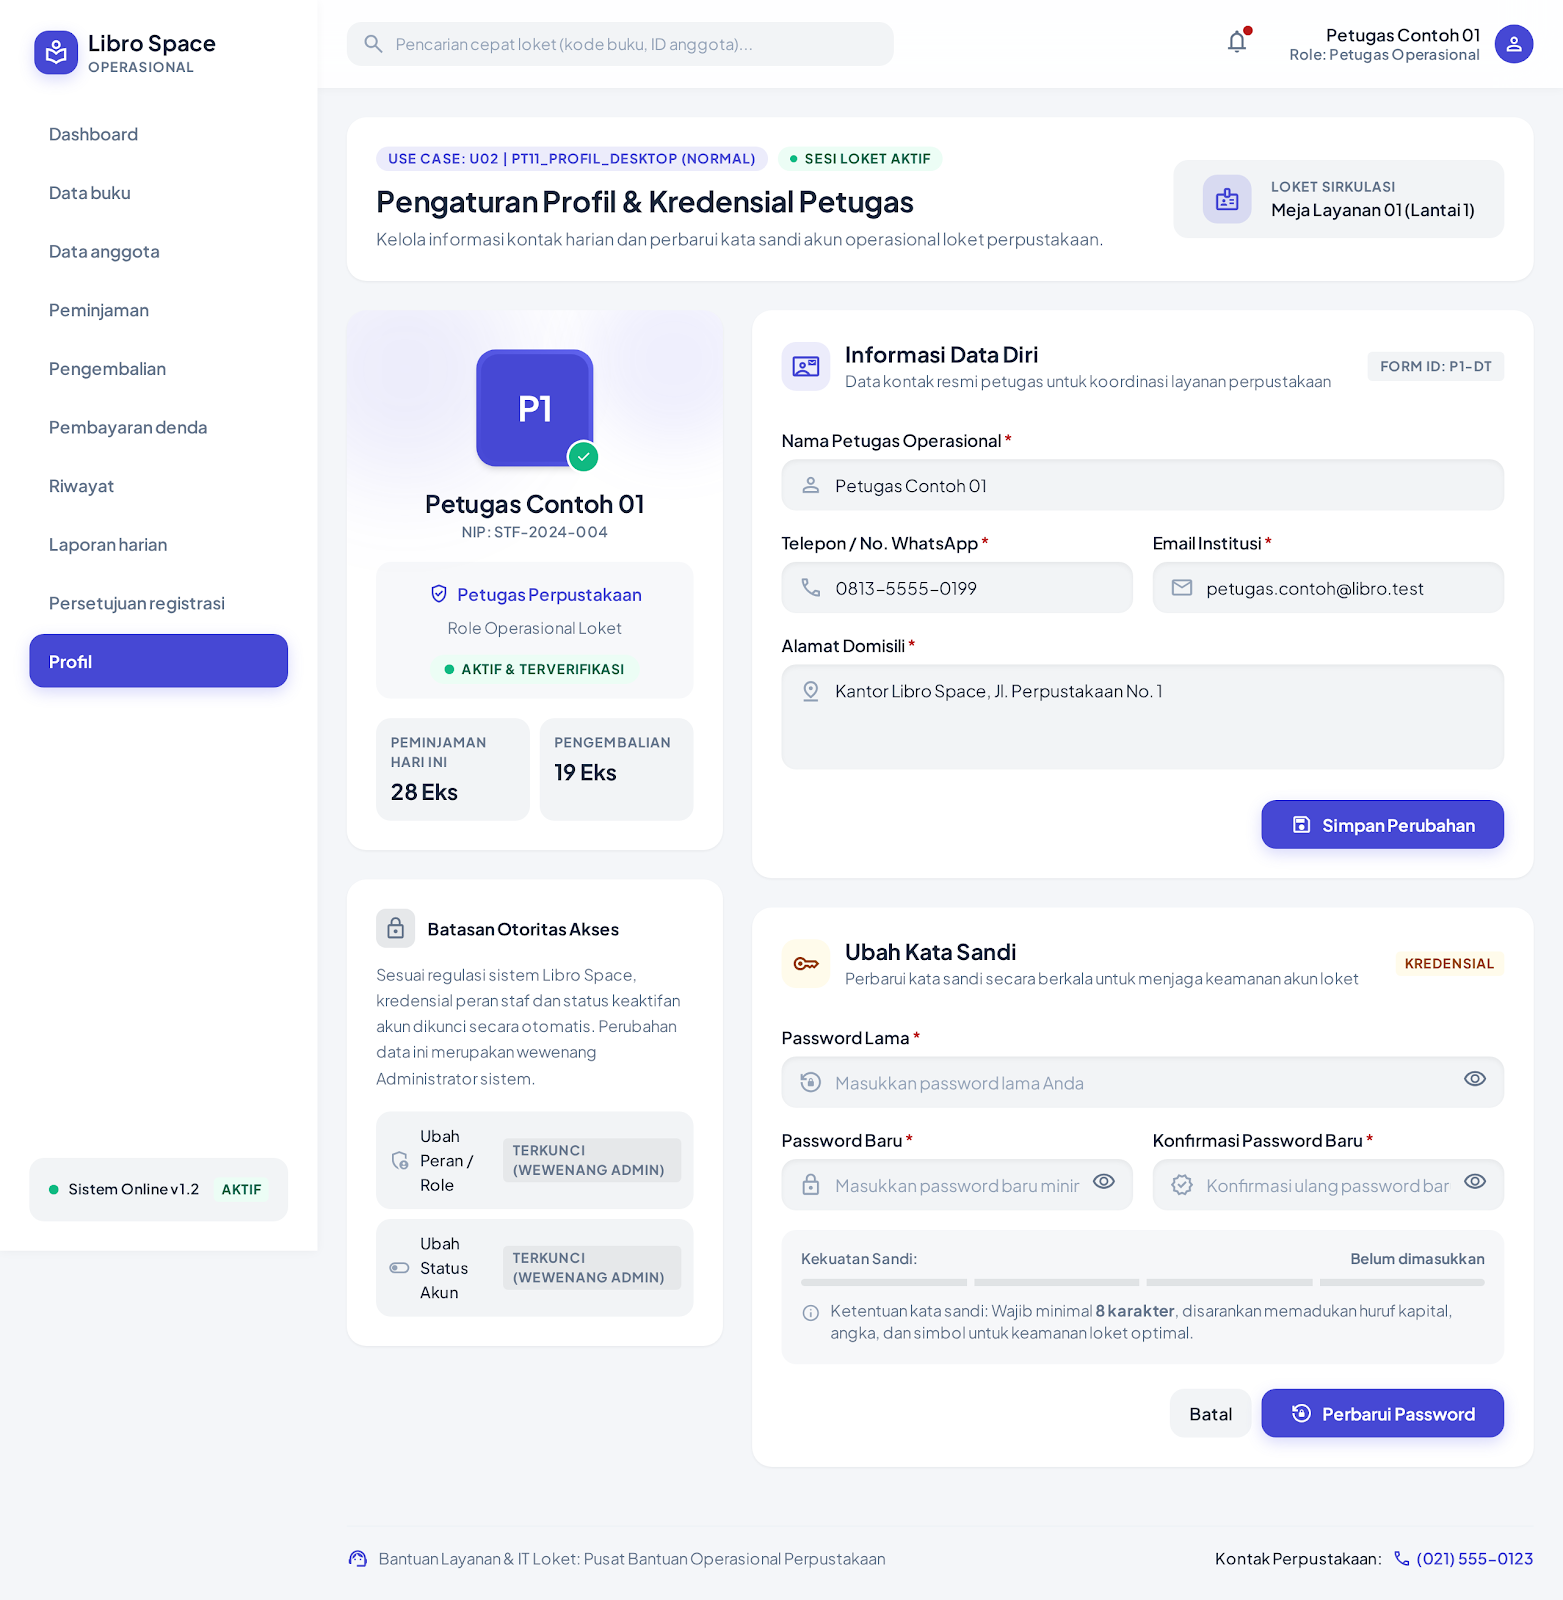 Libro Space
OPERASIONAL
Dashboard
Data buku
Data anggota
Peminjaman
Pengembalian
Pembayaran denda
Riwayat
Laporan harian
Persetujuan registrasi
Profil
Sistem Online v1.2
AKTIF
Pencarian cepat loket (kode buku, ID anggota)...
Petugas Contoh 01
Role: Petugas Operasional
USE CASE: U02 | PT11_PROFIL_DESKTOP (NORMAL)
SESI LOKET AKTIF
Pengaturan Profil & Kredensial Petugas
Kelola informasi kontak harian dan perbarui kata sandi akun operasional loket perpustakaan.
LOKET SIRKULASI
Meja Layanan 01 (Lantai 1)
P1
Petugas Contoh 01
NIP: STF-2024-004
Petugas Perpustakaan
Role Operasional Loket
AKTIF & TERVERIFIKASI
PEMINJAMAN
HARI INI
28 Eks
PENGEMBALIAN
19 Eks
Batasan Otoritas Akses
Sesuai regulasi sistem Libro Space,
kredensial peran staf dan status keaktifan
akun dikunci secara otomatis. Perubahan
data ini merupakan wewenang
Administrator sistem.
Ubah
Peran /
Role
TERKUNCI
(WEWENANG ADMIN)
Ubah
Status
Akun
TERKUNCI
(WEWENANG ADMIN)
Informasi Data Diri
Data kontak resmi petugas untuk koordinasi layanan perpustakaan
FORM ID: P1-DT
Nama Petugas Operasional *
Petugas Contoh 01
Telepon / No. WhatsApp *
0813-5555-0199
Email Institusi *
petugas.contoh@libro.test
Alamat Domisili *
Kantor Libro Space, Jl. Perpustakaan No. 1
Simpan Perubahan
Ubah Kata Sandi
Perbarui kata sandi secara berkala untuk menjaga keamanan akun loket
KREDENSIAL
Password Lama *
Masukkan password lama Anda
Password Baru *
Masukkan password baru minir
Konfirmasi Password Baru *
Konfirmasi ulang password bar
Kekuatan Sandi:
Belum dimasukkan
Ketentuan kata sandi: Wajib minimal 8 karakter, disarankan memadukan huruf kapital,
angka, dan simbol untuk keamanan loket optimal.
Batal
Perbarui Password
Bantuan Layanan & IT Loket: Pusat Bantuan Operasional Perpustakaan
Kontak Perpustakaan:
(021) 555-0123